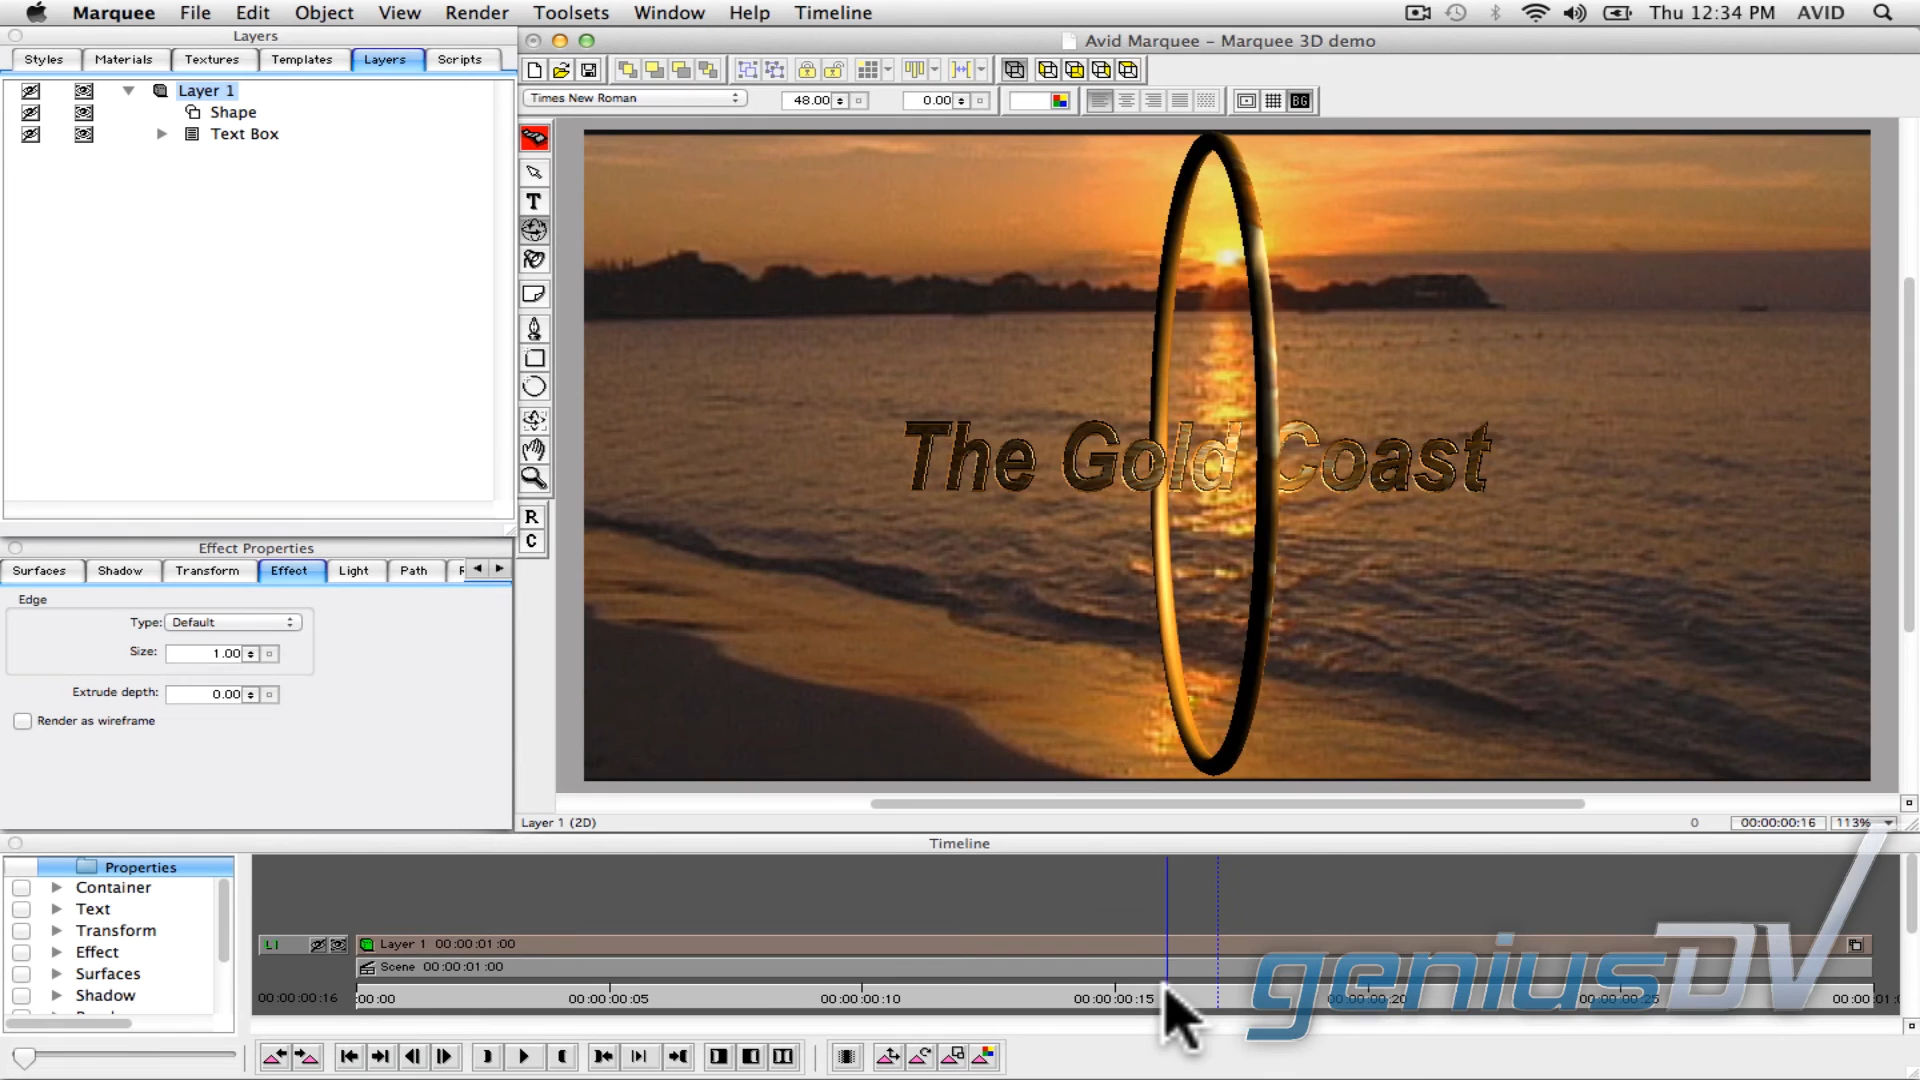 Marquee File Edit Object View Render Toolsets Window Help Timeline Thu 12:34 PM AVID
Layers
Avid Marquee – Marquee 3D demo
Styles Materials Textures Templates Layers Scripts
Layer 1
Times New Roman 48.00 0.00 BG
Shape
Text Box
T
The Gold Coast
R
C
Effect Properties
Surfaces Shadow Transform Effect Light Path
Edge
Type: Default
Size: 1.00
Extrude depth: 0.00
Render as wireframe
Layer 1 (2D) 0 00:00:00:16 113%
Timeline
Properties
Container
Text
Transform
Effect
Surfaces
Shadow
L1 Layer 1 00:00:01:00
Scene 00:00:01:00
00:00:00:16 :00:00 00:00:00:05 00:00:00:10 00:00:00:15 00:00:00:20 00:00:00:25 00:00:01:
geniusDV